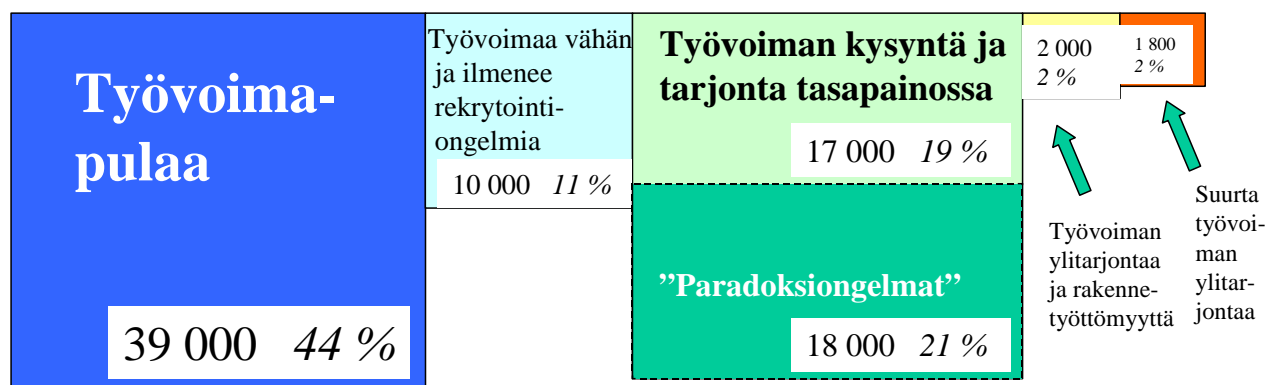 Työvoima-
pulaa
39 000 44 %
Työvoimaa vähän
ja ilmenee
rekrytointi-
ongelmia
10 000 11 %
Työvoiman kysyntä ja
tarjonta tasapainossa
17 000 19 %
”Paradoksiongelmat”
18 000 21 %
2 000
2 %
1 800
2 %
Työvoiman
ylitarjontaa
ja rakenne-
työttömyyttä
Suurta
työvoi-
man
ylitar-
jontaa